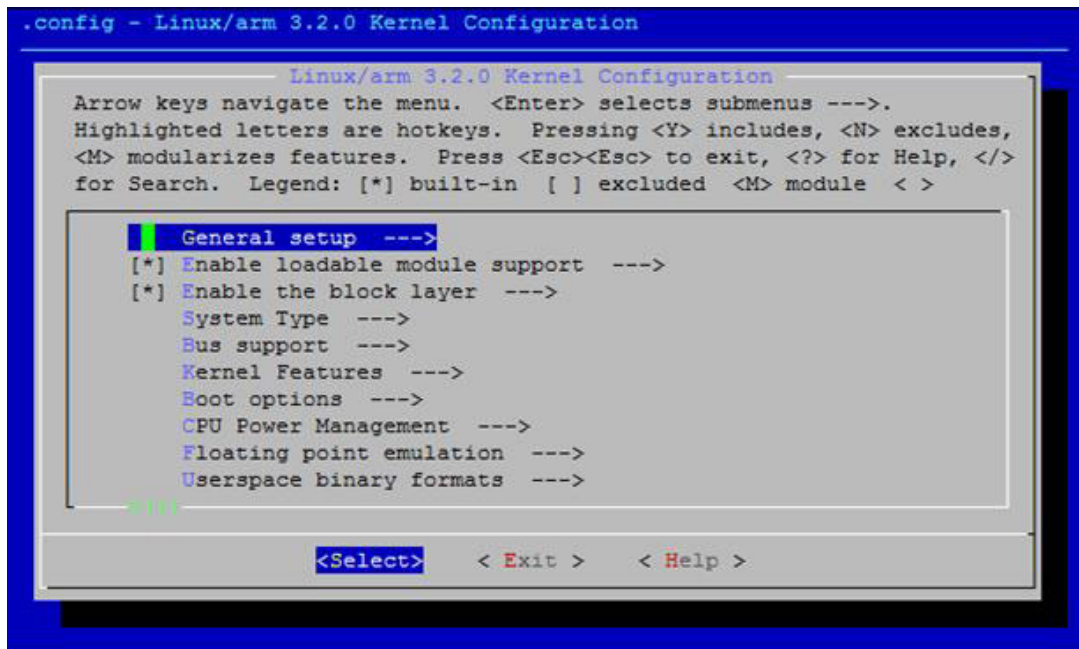 .config - Linux/arm 3.2.0 Kernel Configuration
Linux/arm 3.2.0 Kernel Configuration
Arrow keys navigate the menu.  <Enter> selects submenus --->.
Highlighted letters are hotkeys.  Pressing <Y> includes, <N> excludes,
<M> modularizes features.  Press <Esc><Esc> to exit, <?> for Help, </>
for Search.  Legend: [*] built-in  [ ] excluded  <M> module  < >
General setup  --->
[*] Enable loadable module support  --->
[*] Enable the block layer  --->
System Type  --->
Bus support  --->
Kernel Features  --->
Boot options  --->
CPU Power Management  --->
Floating point emulation  --->
Userspace binary formats  --->
<Select>    < Exit >    < Help >